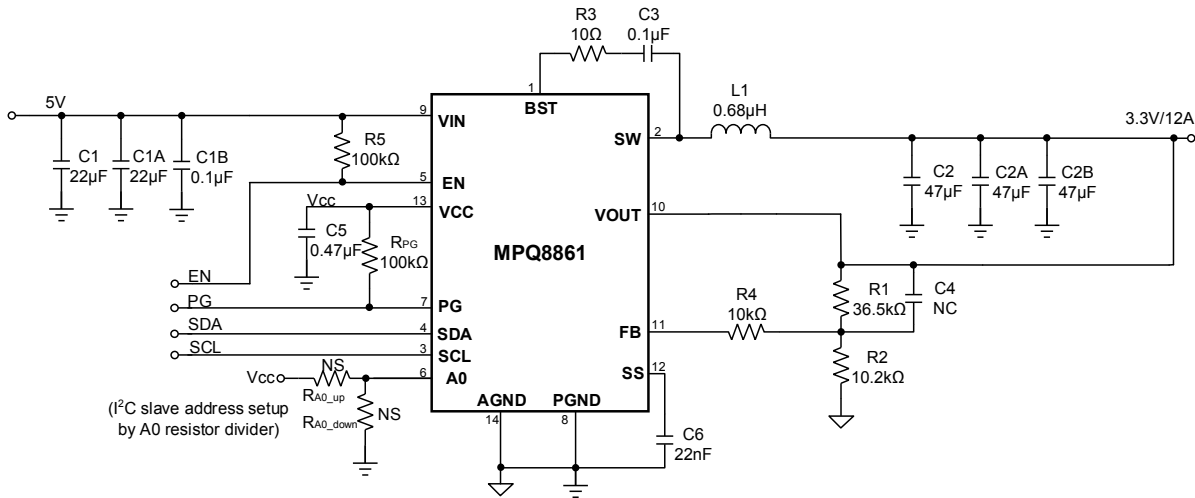 R3
10Ω
C3
0.1µF
1
BST
5V
9
VIN
C1
22µF
C1A
22µF
C1B
0.1µF
R5
100kΩ
5
EN
Vcc
13
VCC
C5
0.47µF
RPG
100kΩ
EN
PG
7
PG
SDA
4
SDA
SCL
3
SCL
Vcc
NS
6
A0
RA0_up
RA0_down
NS
(I²C slave address setup
by A0 resistor divider)
MPQ8861
SW
2
L1
0.68µH
3.3V/12A
C2
47µF
C2A
47µF
C2B
47µF
VOUT
10
R1
36.5kΩ
C4
NC
R4
10kΩ
FB
11
R2
10.2kΩ
SS
12
C6
22nF
AGND
14
PGND
8